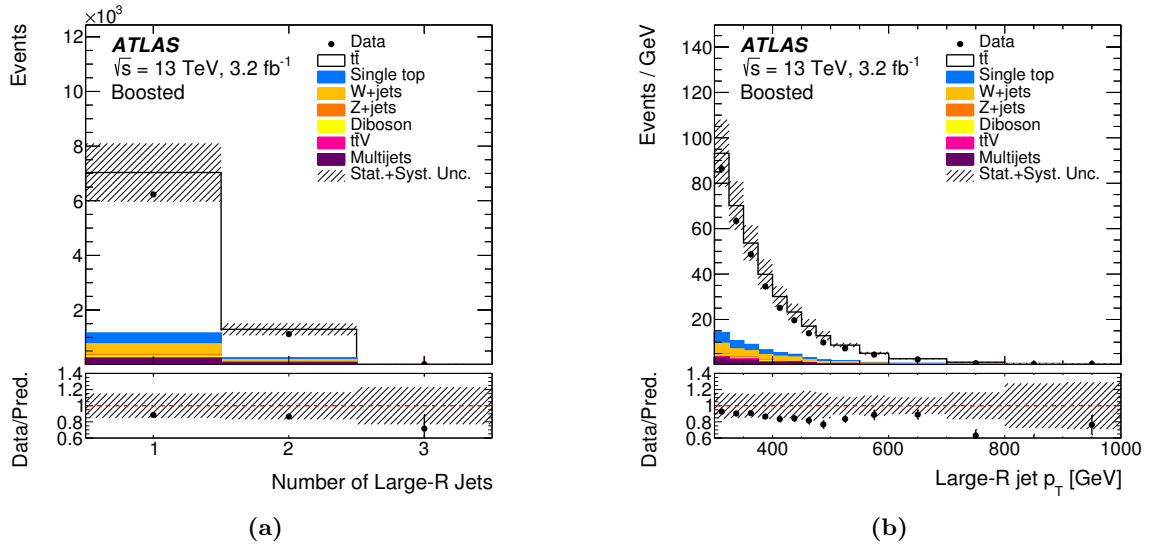 ×10³
Events
12
10
8
6
4
2
ATLAS
√s = 13 TeV, 3.2 fb⁻¹
Boosted
Data
tt̄
Single top
W+jets
Z+jets
Diboson
tt̄V
Multijets
Stat.+Syst. Unc.
Data/Pred.
1.4
1.2
1
0.8
0.6
1 2 3
Number of Large-R Jets
(a)
Events / GeV
140
120
100
80
60
40
20
0
ATLAS
√s = 13 TeV, 3.2 fb⁻¹
Boosted
Data
tt̄
Single top
W+jets
Z+jets
Diboson
tt̄V
Multijets
Stat.+Syst. Unc.
Data/Pred.
1.4
1.2
1
0.8
0.6
400 600 800 1000
Large-R jet p_T [GeV]
(b)